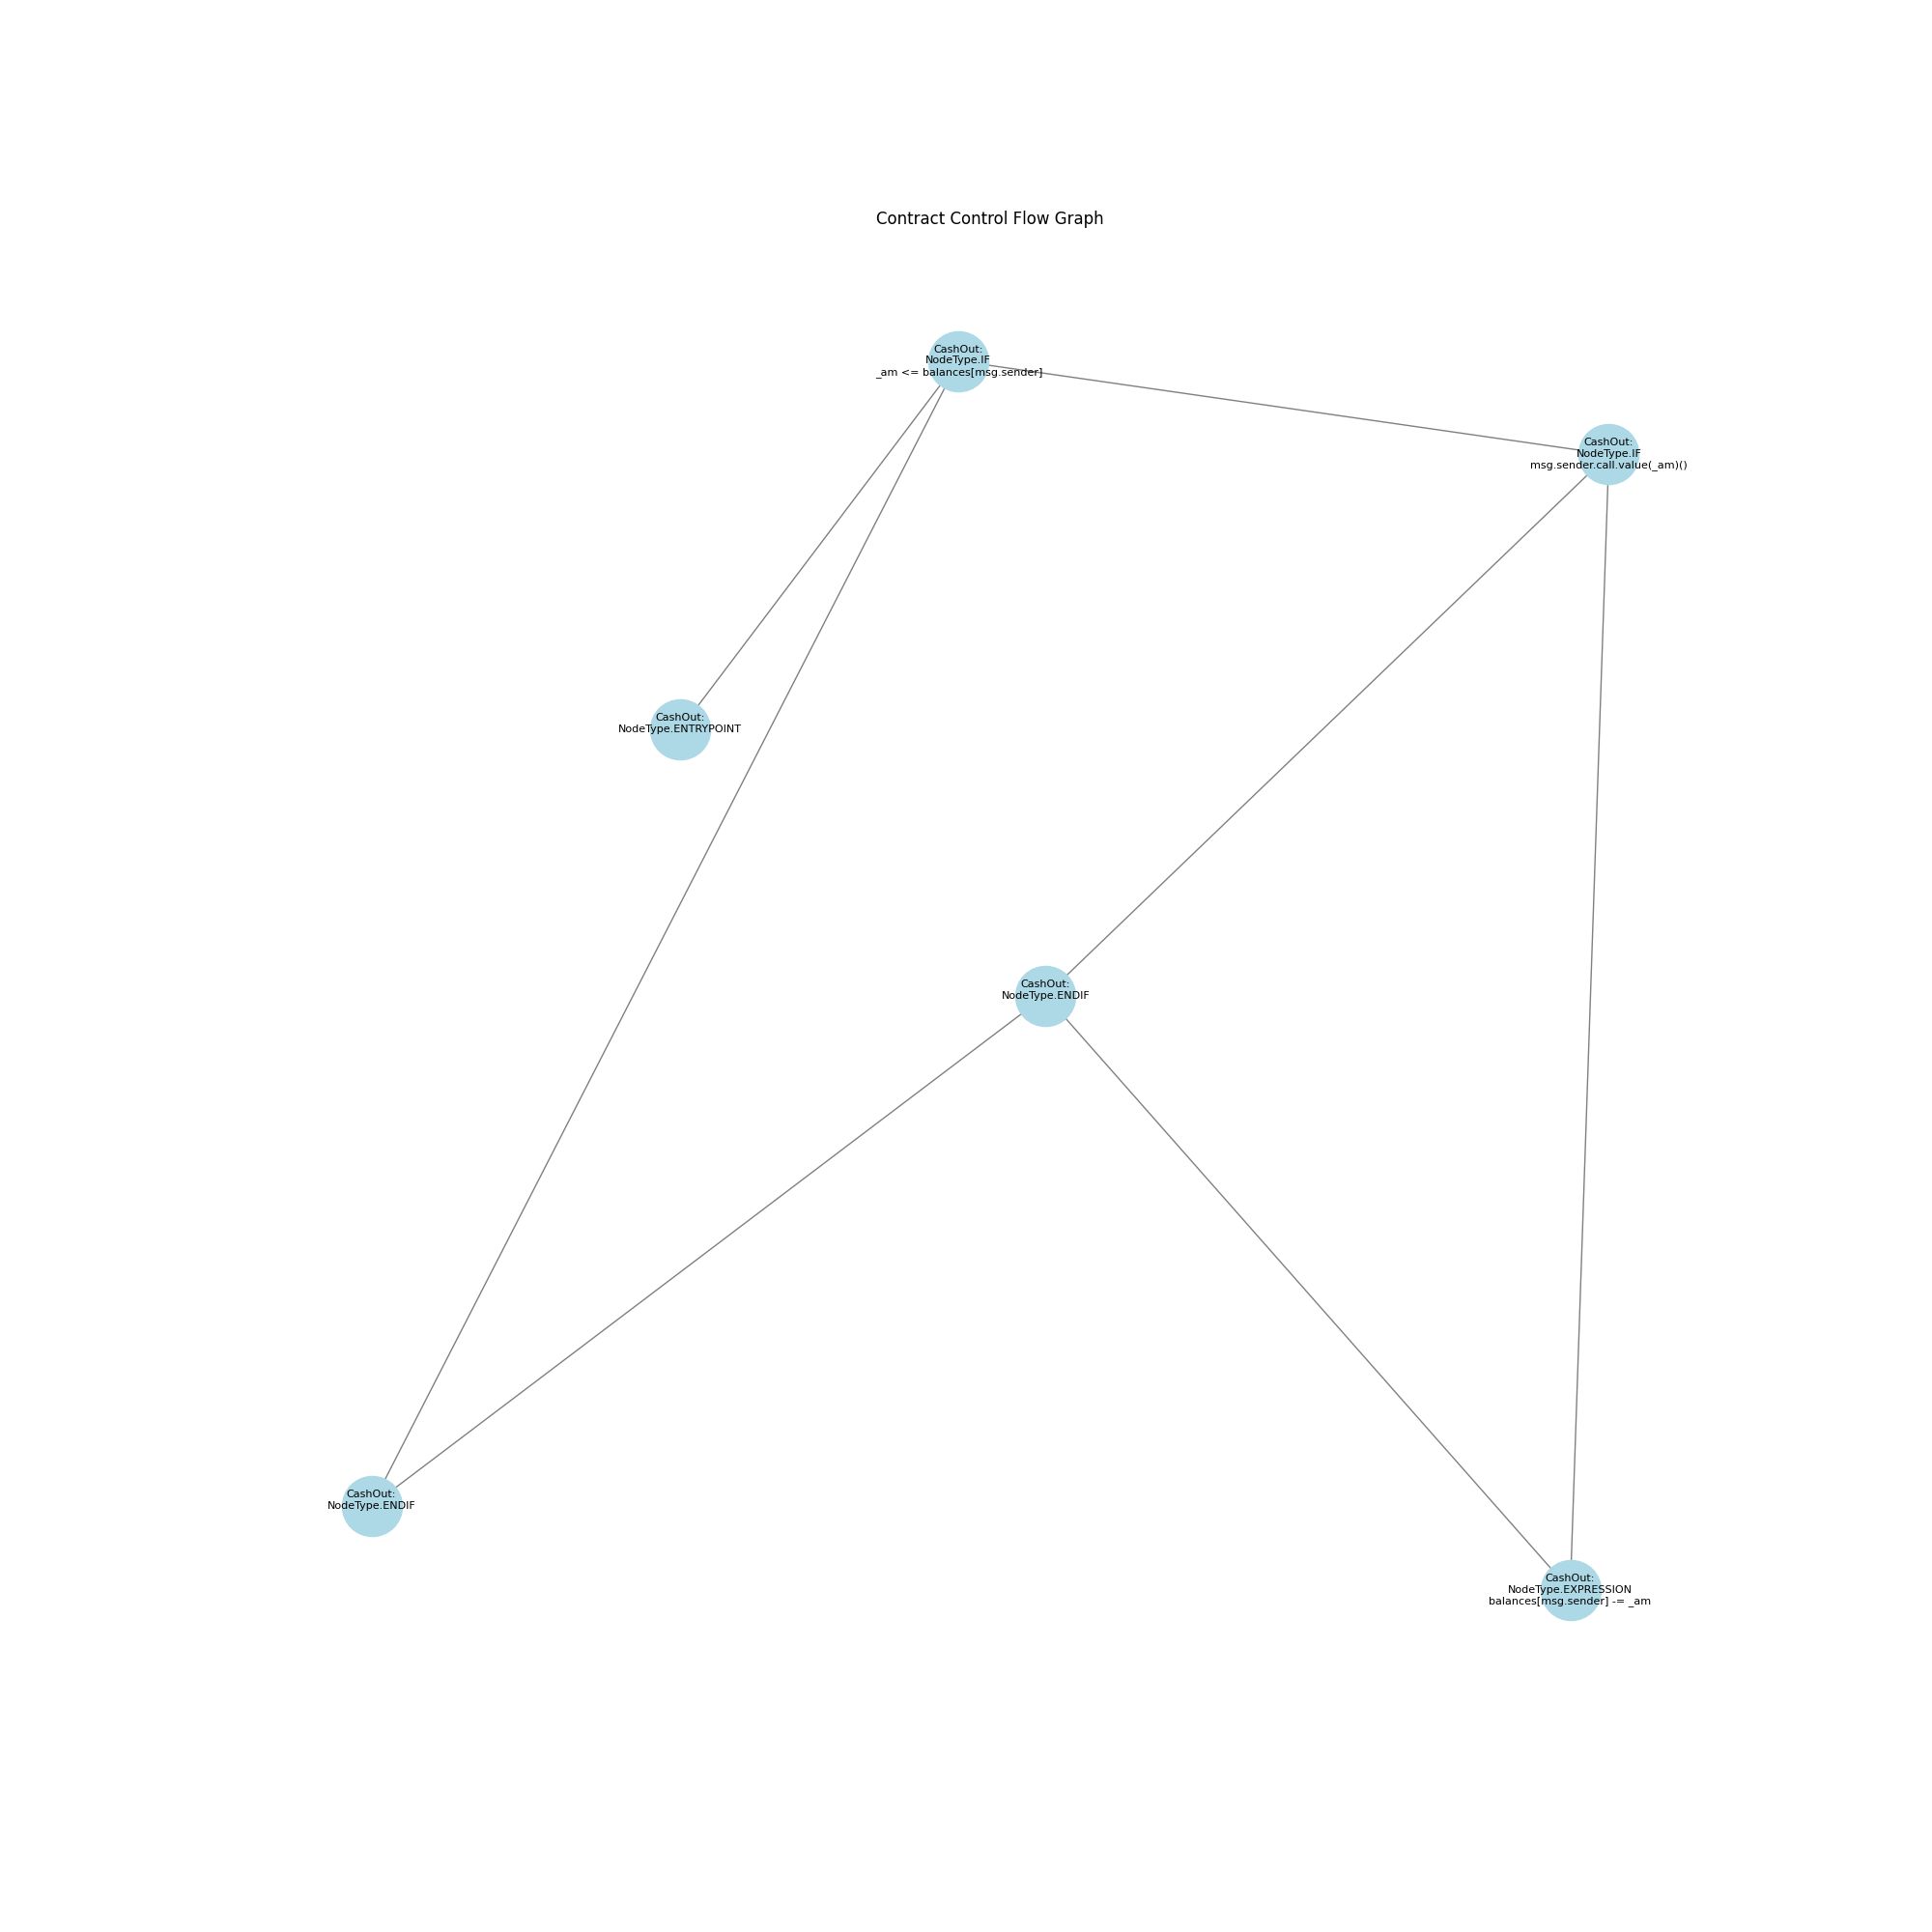 Contract Control Flow Graph
CashOut:
NodeType.IF
_am <= balances[msg.sender]
CashOut:
NodeType.IF
msg.sender.call.value(_am)()
CashOut:
NodeType.ENTRYPOINT
CashOut:
NodeType.ENDIF
CashOut:
NodeType.ENDIF
CashOut:
NodeType.EXPRESSION
balances[msg.sender] -= _am